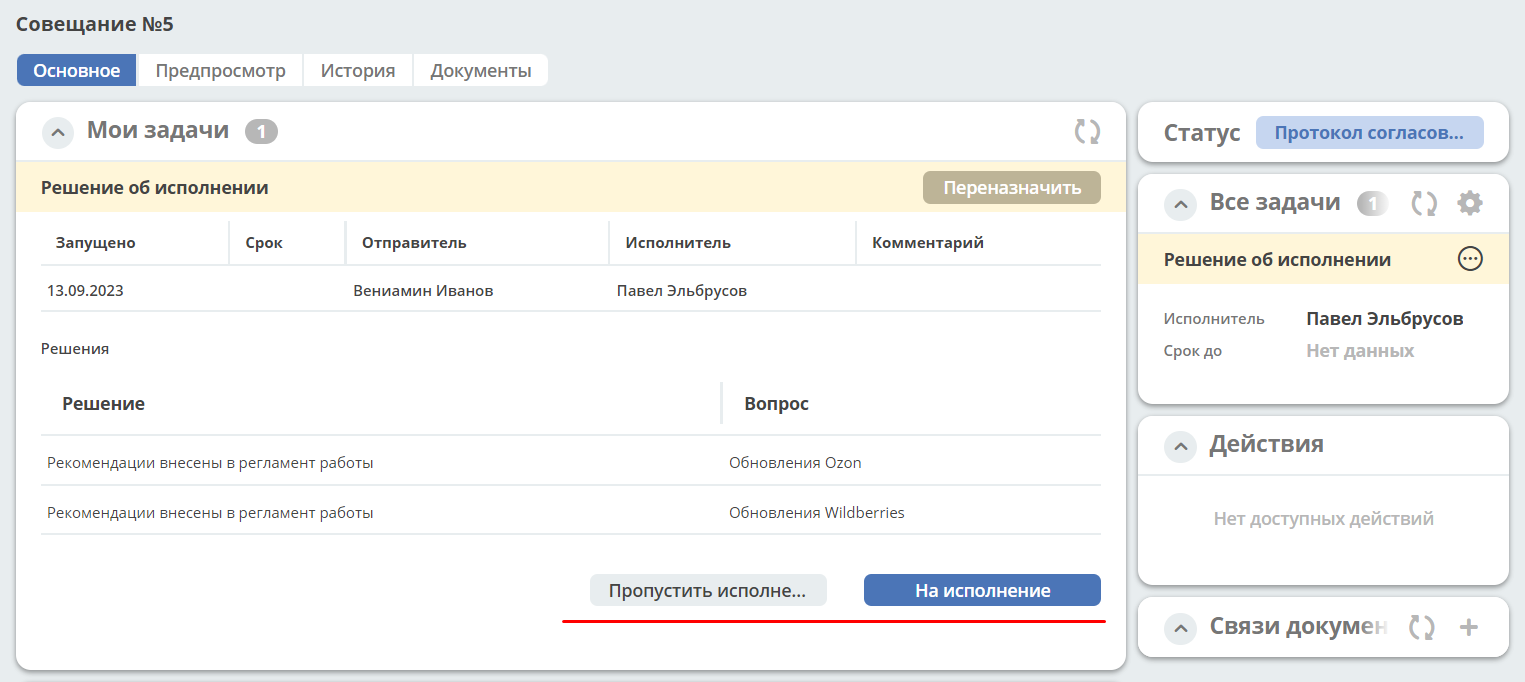 Совещание №5
Основное Предпросмотр История Документы
Мои задачи 1
Решение об исполнении Переназначить
Запущено Срок Отправитель Исполнитель Комментарий
13.09.2023 Вениамин Иванов Павел Эльбрусов
Решения
Решение Вопрос
Рекомендации внесены в регламент работы Обновления Ozon
Рекомендации внесены в регламент работы Обновления Wildberries
Пропустить исполне... На исполнение
Статус Протокол согласов...
Все задачи 1
Решение об исполнении
Исполнитель Павел Эльбрусов
Срок до Нет данных
Действия
Нет доступных действий
Связи докумен